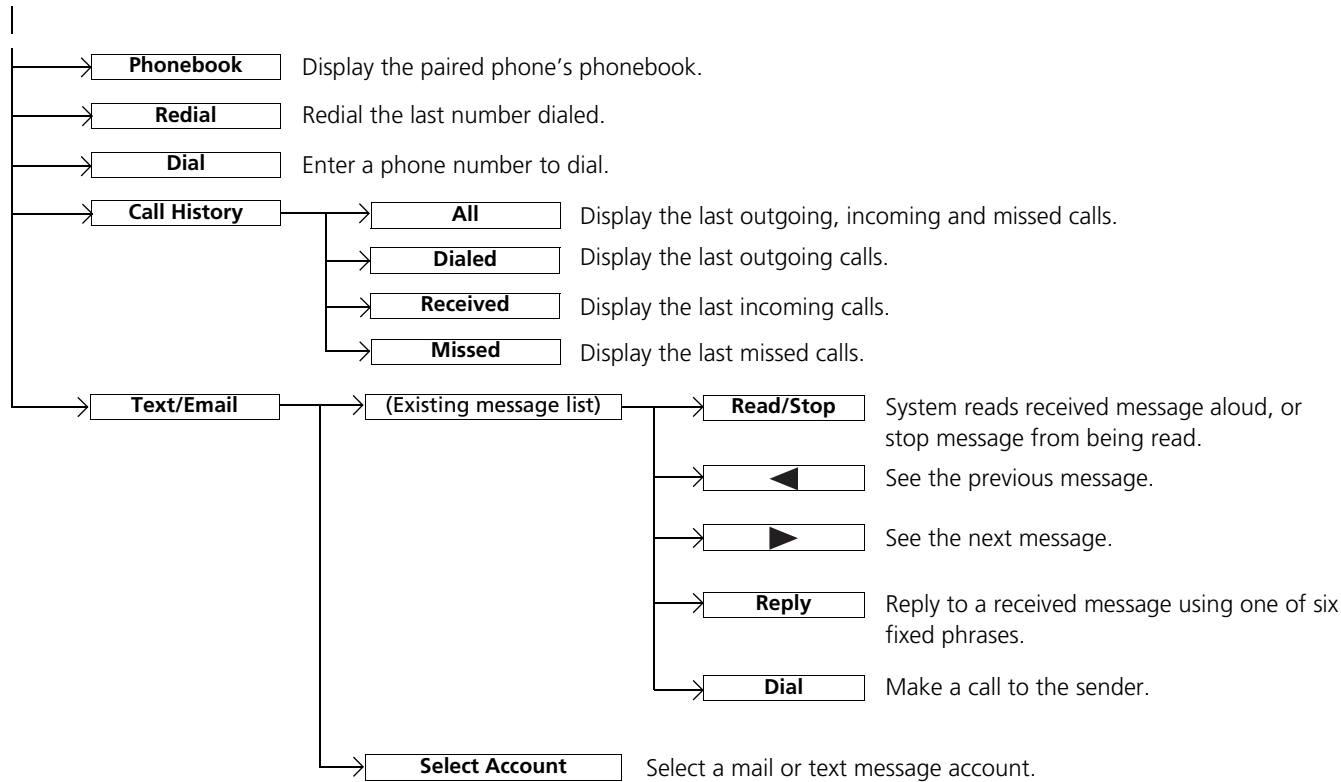 Phonebook Display the paired phone’s phonebook.
Redial Redial the last number dialed.
Dial Enter a phone number to dial.
Call History All Display the last outgoing, incoming and missed calls.
Dialed Display the last outgoing calls.
Received Display the last incoming calls.
Missed Display the last missed calls.
Text/Email (Existing message list) Read/Stop System reads received message aloud, or
stop message from being read.
See the previous message.
See the next message.
Reply Reply to a received message using one of six
fixed phrases.
Dial Make a call to the sender.
Select Account Select a mail or text message account.